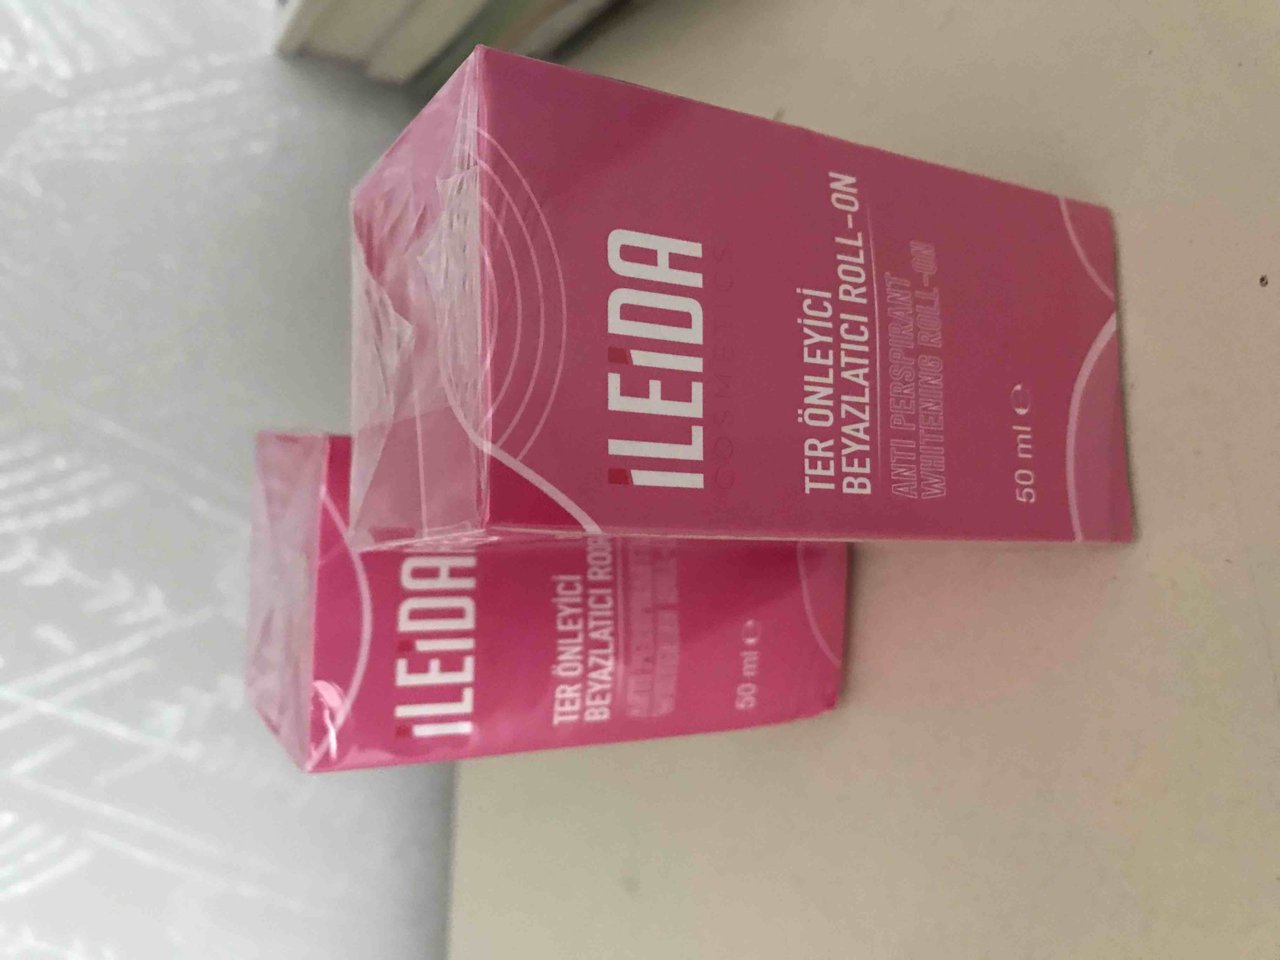 iLEiDA
COSMETICS
TER ÖNLEYİCİ
BEYAZLATICI ROLL-ON
ANTI PERSPIRANT
WHITENING ROLL-ON
50 ml ℮
iLEiDA
TER ÖNLEYİCİ
BEYAZLATICI
50 ml ℮